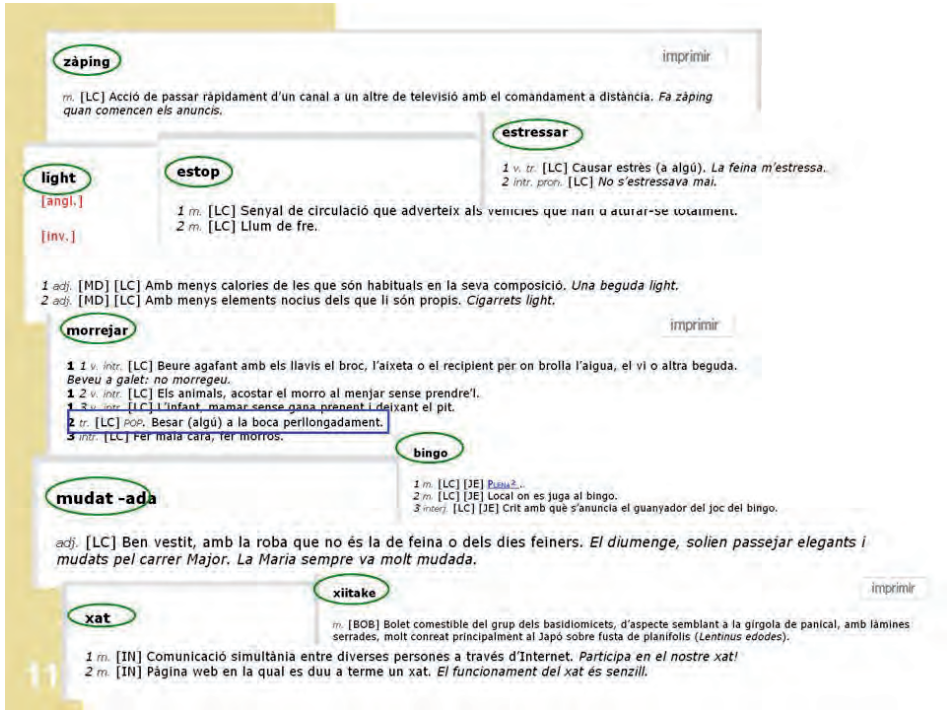 zàping
imprimir
m. [LC] Acció de passar ràpidament d'un canal a un altre de televisió amb el comandament a distància. Fa zàping
quan comencen els anuncis.
estressar
1 v. tr. [LC] Causar estrès (a algú). La feina m'estressa.
2 intr. pron. [LC] No s'estressava mai.
light
[angl.]
[inv.]
estop
1 m. [LC] Senyal de circulació que adverteix als vehicles que han d'aturar-se totalment.
2 m. [LC] Llum de fre.
1 adj. [MD] [LC] Amb menys calories de les que són habituals en la seva composició. Una beguda light.
2 adj. [MD] [LC] Amb menys elements nocius dels que li són propis. Cigarrets light.
morrejar
imprimir
1 1 v. intr. [LC] Beure agafant amb els llavis el broc, l'aixeta o el recipient per on brolla l'aigua, el vi o altra beguda.
Beveu a galet: no morregeu.
1 2 v. intr. [LC] Els animals, acostar el morro al menjar sense prendre'l.
1 3 v. intr. [LC] L'infant, mamar sense gana prenent i deixant el pit.
2 tr. [LC] POP. Besar (algú) a la boca perllongadament.
3 intr. [LC] Fer mala cara, fer morros.
bingo
1 m. [LC] [JE] PLENA2.
2 m. [LC] [JE] Local on es juga al bingo.
3 interj. [LC] [JE] Crit amb què s'anuncia el guanyador del joc del bingo.
mudat -ada
adj. [LC] Ben vestit, amb la roba que no és la de feina o dels dies feiners. El diumenge, solien passejar elegants i
mudats pel carrer Major. La Maria sempre va molt mudada.
xiitake
imprimir
m. [BOB] Bolet comestible del grup dels basidiomicets, d'aspecte semblant a la gírgola de panical, amb làmines
serrades, molt conreat principalment al Japó sobre fusta de planifolis (Lentinus edodes).
xat
1 m. [IN] Comunicació simultània entre diverses persones a través d'Internet. Participa en el nostre xat!
2 m. [IN] Pàgina web en la qual es duu a terme un xat. El funcionament del xat és senzill.
11